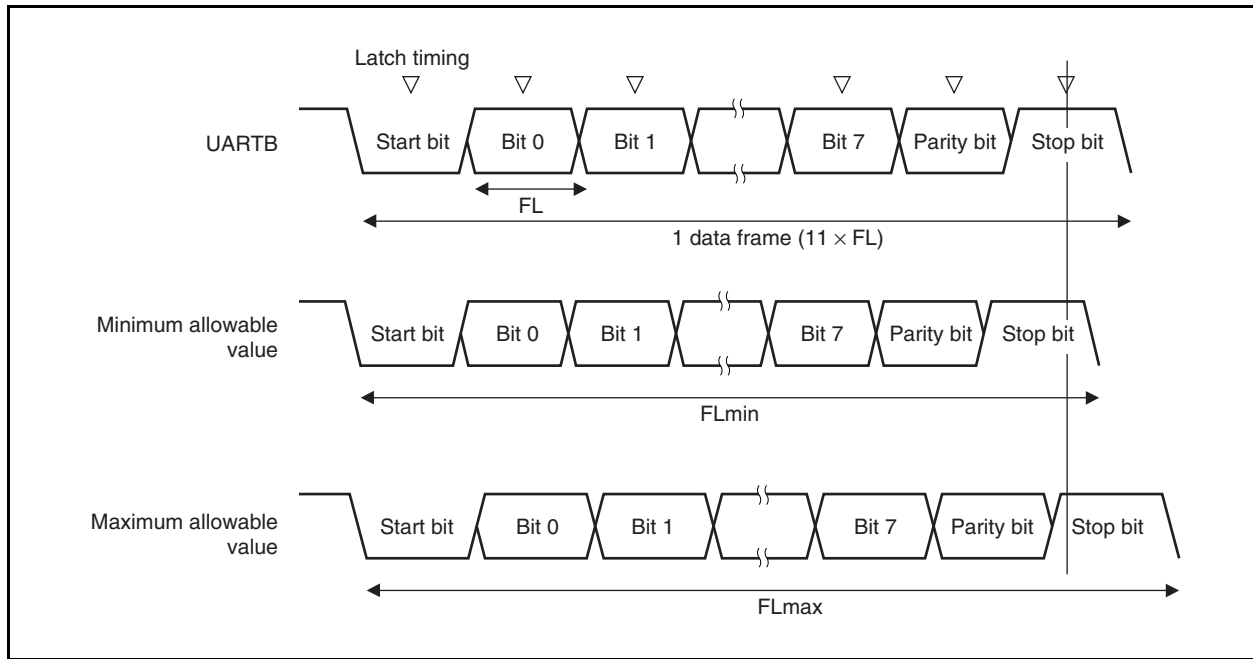 Latch timing
UARTB
Start bit Bit 0 Bit 1 Bit 7 Parity bit Stop bit
FL
1 data frame (11 × FL)
Minimum allowable
value
Start bit Bit 0 Bit 1 Bit 7 Parity bit Stop bit
FLmin
Maximum allowable
value
Start bit Bit 0 Bit 1 Bit 7 Parity bit Stop bit
FLmax